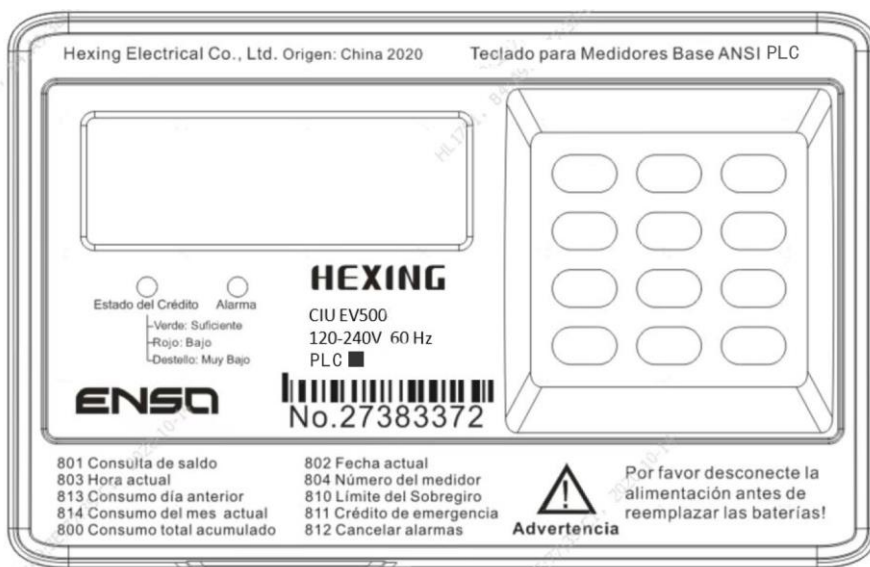 Hexing Electrical Co., Ltd. Origen: China 2020
Teclado para Medidores Base ANSI PLC
Estado del Crédito
Alarma
Verde: Suficiente
Rojo: Bajo
Destello: Muy Bajo
HEXING
CIU EV500
120-240V 60 Hz
PLC
ENSA
No.27383372
801 Consulta de saldo
803 Hora actual
813 Consumo día anterior
814 Consumo del mes actual
800 Consumo total acumulado
802 Fecha actual
804 Número del medidor
810 Límite del Sobregiro
811 Crédito de emergencia
812 Cancelar alarmas
Advertencia
Por favor desconecte la
alimentación antes de
reemplazar las baterías!